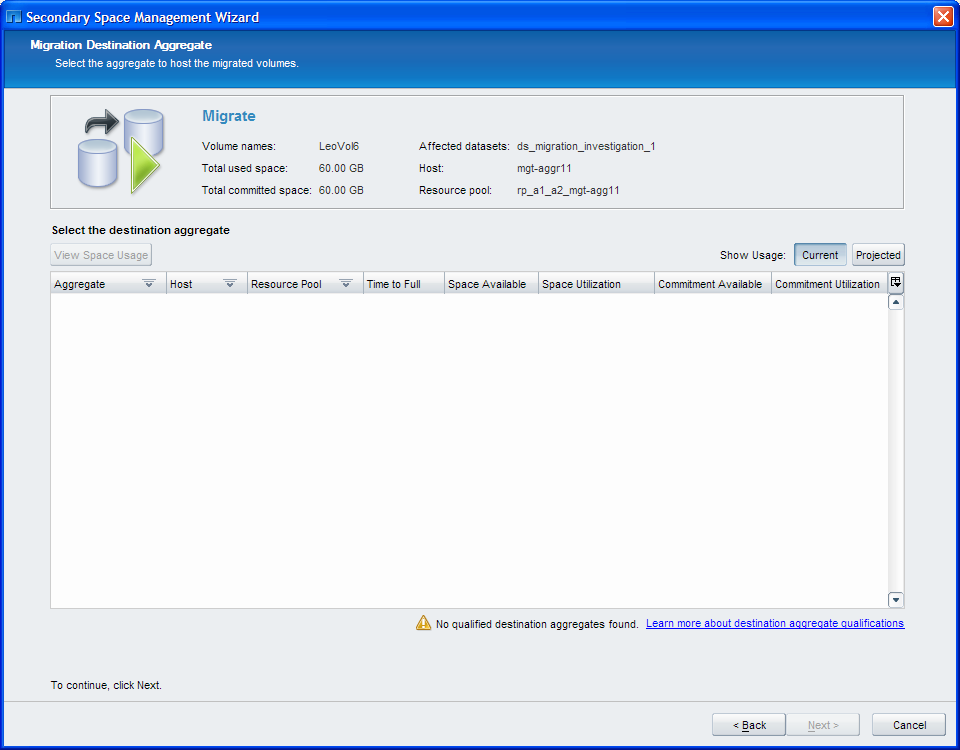 Secondary Space Management Wizard
Migration Destination Aggregate
Select the aggregate to host the migrated volumes.
Migrate
Volume names: LeoVol6 Affected datasets: ds_migration_investigation_1
Total used space: 60.00 GB Host: mgt-aggr11
Total committed space: 60.00 GB Resource pool: rp_a1_a2_mgt-agg11
Select the destination aggregate
View Space Usage Show Usage: Current Projected
Aggregate Host Resource Pool Time to Full Space Available Space Utilization Commitment Available Commitment Utilization
No qualified destination aggregates found. Learn more about destination aggregate qualifications
To continue, click Next.
< Back Next > Cancel